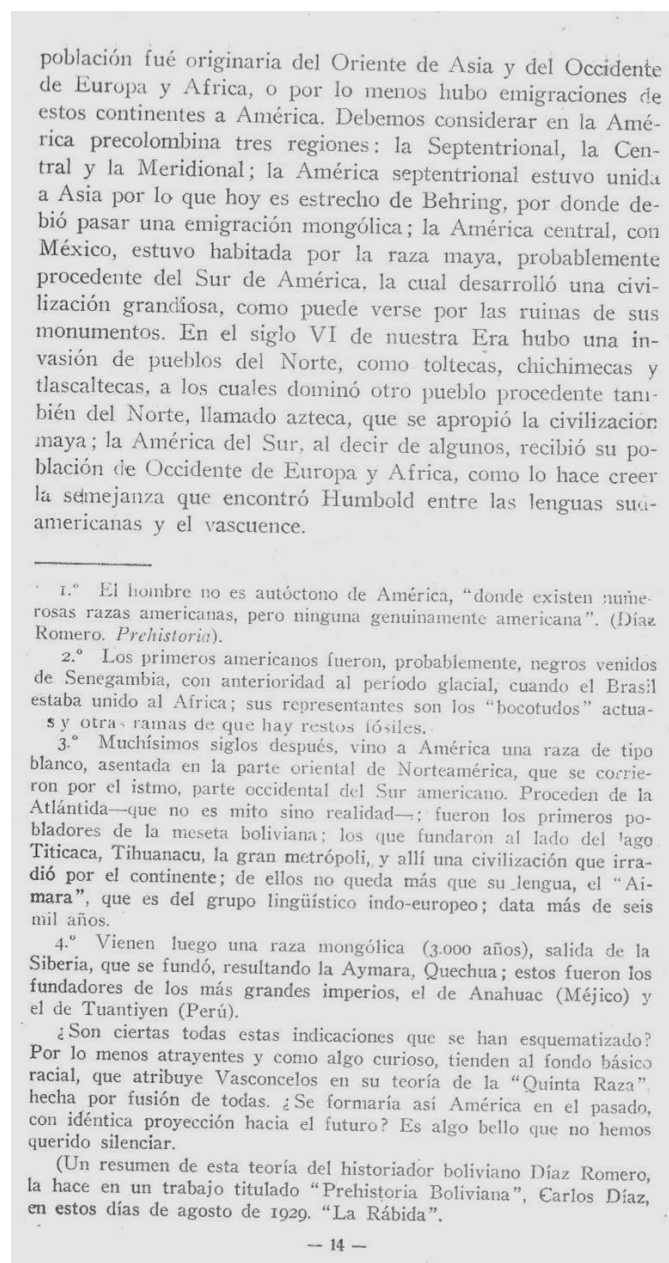 población fué originaria del Oriente de Asia y del Occidente
de Europa y Africa, o por lo menos hubo emigraciones de
estos continentes a América. Debemos considerar en la Amé-
rica precolombina tres regiones: la Septentrional, la Cen-
tral y la Meridional; la América septentrional estuvo unida
a Asia por lo que hoy es estrecho de Behring, por donde de-
bió pasar una emigración mongólica; la América central, con
México, estuvo habitada por la raza maya, probablemente
procedente del Sur de América, la cual desarrolló una civi-
lización grandiosa, como puede verse por las ruinas de sus
monumentos. En el siglo VI de nuestra Era hubo una in-
vasión de pueblos del Norte, como toltecas, chichimecas y
tlascaltecas, a los cuales dominó otro pueblo procedente tam-
bién del Norte, llamado azteca, que se apropió la civilizacion
maya; la América del Sur, al decir de algunos, recibió su po-
blación de Occidente de Europa y Africa, como lo hace creer
la semejanza que encontró Humbold entre las lenguas sud-
americanas y el vascuence.
1.º El hombre no es autóctono de América, "donde existen nume-
rosas razas americanas, pero ninguna genuinamente americana". (Díaz
Romero. Prehistoria).
2.º Los primeros americanos fueron, probablemente, negros venidos
de Senegambia, con anterioridad al período glacial, cuando el Brasil
estaba unido al Africa; sus representantes son los "bocotudos" actua-
s y otras ramas de que hay restos fósiles.
3.º Muchísimos siglos después, vino a América una raza de tipo
blanco, asentada en la parte oriental de Norteamérica, que se corrie-
ron por el istmo, parte occidental del Sur americano. Proceden de la
Atlántida—que no es mito sino realidad—; fueron los primeros po-
bladores de la meseta boliviana; los que fundaron al lado del lago
Titicaca, Tihuanacu, la gran metrópoli, y allí una civilización que irra-
dió por el continente; de ellos no queda más que su lengua, el "Ai-
mara", que es del grupo lingüístico indo-europeo; data más de seis
mil años.
4.º Vienen luego una raza mongólica (3.000 años), salida de la
Siberia, que se fundó, resultando la Aymara, Quechua; estos fueron los
fundadores de los más grandes imperios, el de Anahuac (Méjico) y
el de Tuantiyen (Perú).
¿Son ciertas todas estas indicaciones que se han esquematizado?
Por lo menos atrayentes y como algo curioso, tienden al fondo básico
racial, que atribuye Vasconcelos en su teoría de la "Quinta Raza",
hecha por fusión de todas. ¿Se formaría así América en el pasado,
con idéntica proyección hacia el futuro? Es algo bello que no hemos
querido silenciar.
(Un resumen de esta teoría del historiador boliviano Díaz Romero,
la hace en un trabajo titulado "Prehistoria Boliviana", Carlos Díaz,
en estos días de agosto de 1929. "La Rábida".
— 14 —